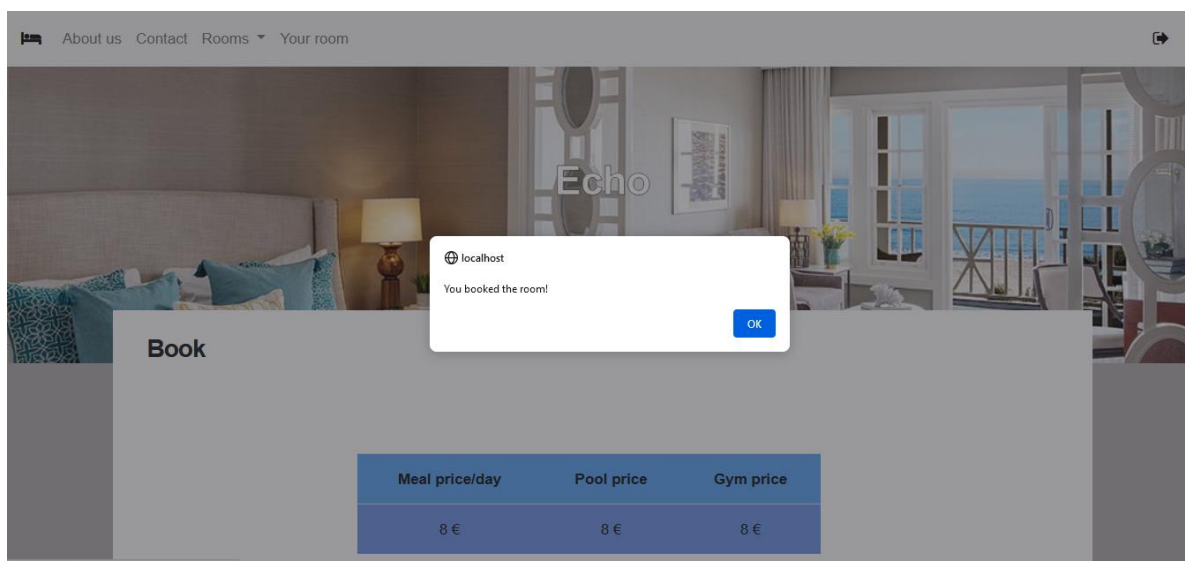 About us Contact Rooms Your room
Echo
localhost
You booked the room!
OK
Book
Meal price/day Pool price Gym price
8 € 8 € 8 €